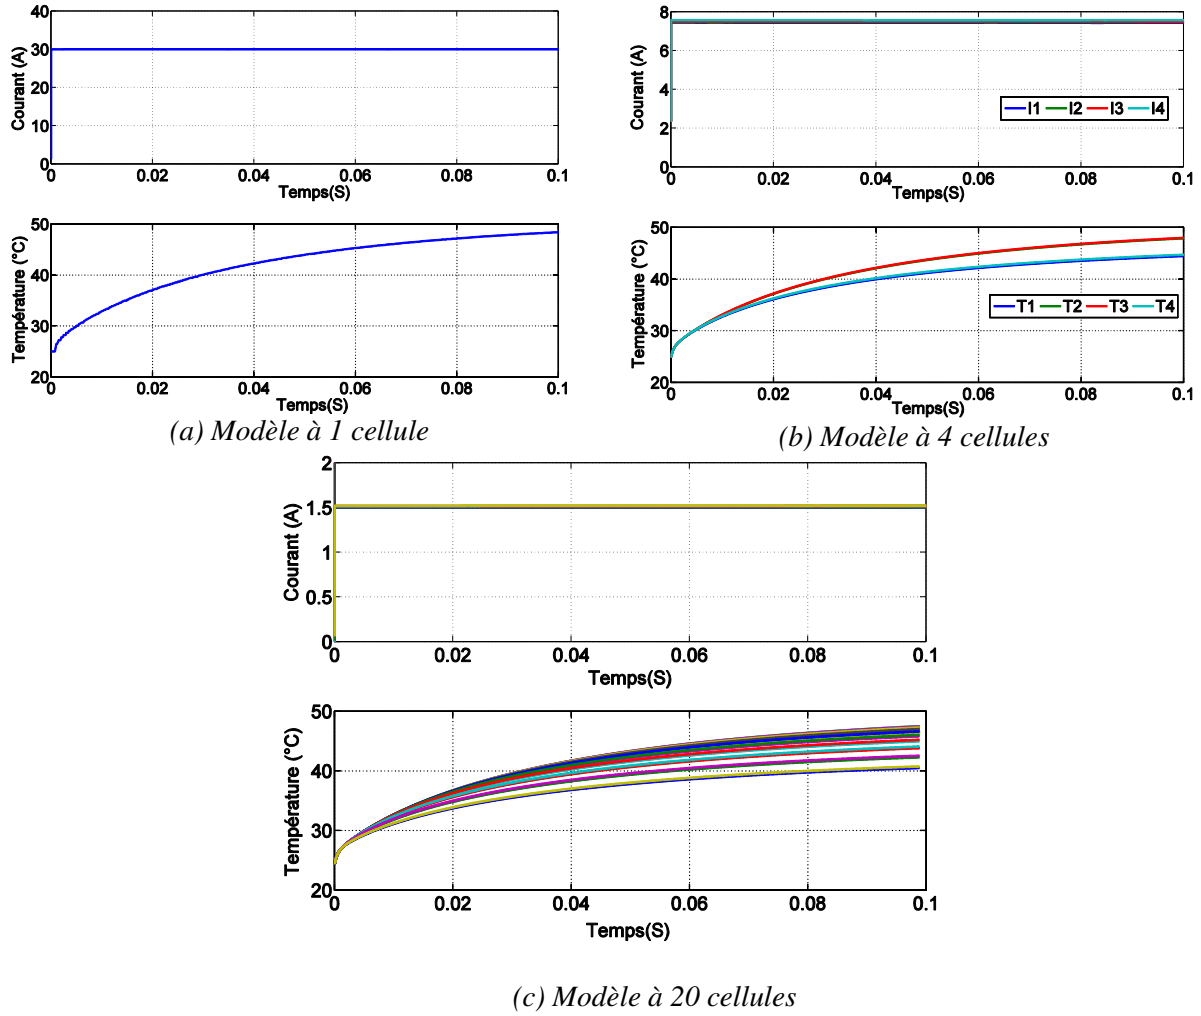 Courant (A)
40
30
20
10
0
0 0.02 0.04 0.06 0.08 0.1
Temps(S)
Température (°C)
50
40
30
20
0 0.02 0.04 0.06 0.08 0.1
Temps(S)
(a) Modèle à 1 cellule
Courant (A)
8
6
4
2
0
I1 I2 I3 I4
0 0.02 0.04 0.06 0.08 0.1
Temps(S)
Température (°C)
50
40
30
20
T1 T2 T3 T4
0 0.02 0.04 0.06 0.08 0.1
Temps(S)
(b) Modèle à 4 cellules
Courant (A)
2
1.5
1
0.5
0
0 0.02 0.04 0.06 0.08 0.1
Temps(S)
Température (°C)
50
40
30
20
0 0.02 0.04 0.06 0.08 0.1
Temps(S)
(c) Modèle à 20 cellules